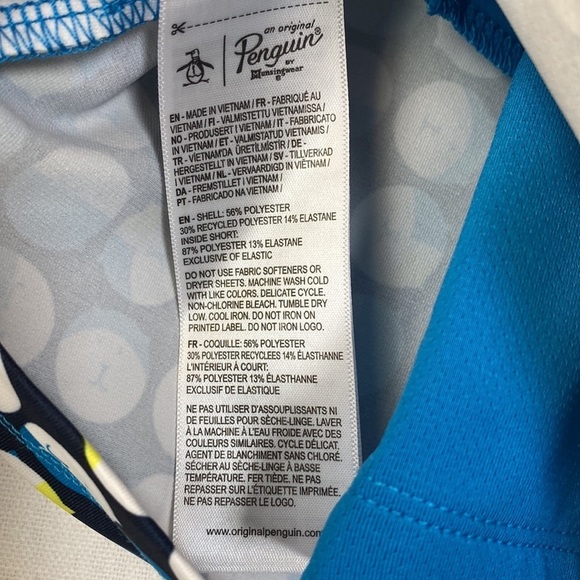 an original
Penguin®
BY
Munsingwear
®
EN - MADE IN VIETNAM / FR - FABRIQUÉ AU
VIETNAM / FI - VALMISTETTU VIETNAMISSA /
NO - PRODUSERT I VIETNAM / IT - FABBRICATO
IN VIETNAM / ET - VALMISTATUD VIETNAMIS /
TR - VIETNAM'DA ÜRETİLMİSTİR / DE -
HERGESTELLT IN VIETNAM / SV - TILLVERKAD
I VIETNAM / NL - VERVAARDIGD IN VIËTNAM /
DA - FREMSTILLET I VIETNAM /
PT - FABRICADO NA VIETNAM /
EN - SHELL: 56% POLYESTER
30% RECYCLED POLYESTER 14% ELASTANE
INSIDE SHORT:
87% POLYESTER 13% ELASTANE
EXCLUSIVE OF ELASTIC
DO NOT USE FABRIC SOFTENERS OR
DRYER SHEETS. MACHINE WASH COLD
WITH LIKE COLORS. DELICATE CYCLE.
NON-CHLORINE BLEACH. TUMBLE DRY
LOW. COOL IRON. DO NOT IRON ON
PRINTED LABEL. DO NOT IRON LOGO.
FR - COQUILLE: 56% POLYESTER
30% POLYESTER RECYCLEES 14% ÉLASTHANNE
L'INTÉRIEUR À COURT:
87% POLYESTER 13% ÉLASTHANNE
EXCLUSIF DE ELASTIQUE
NE PAS UTILISER D'ASSOUPLISSANTS NI
DE FEUILLES POUR SÈCHE-LINGE. LAVER
À LA MACHINE À L'EAU FROIDE AVEC DES
COULEURS SIMILAIRES. CYCLE DÉLICAT.
AGENT DE BLANCHIMENT SANS CHLORÉ.
SÉCHER AU SÈCHE-LINGE À BASSE
TEMPÉRATURE. FER TIÈDE. NE PAS
REPASSER SUR L'ÉTIQUETTE IMPRIMÉE.
NE PAS REPASSER LE LOGO.
www.originalpenguin.com